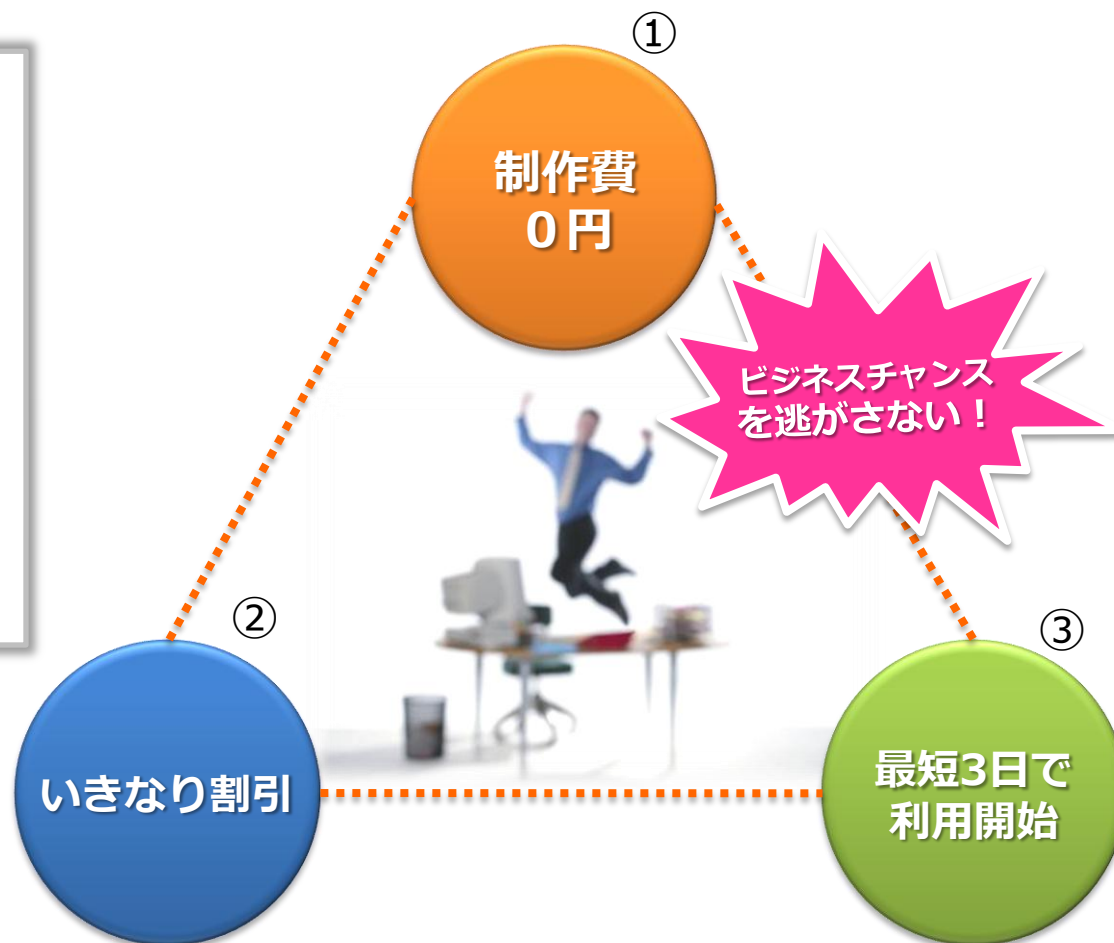 ①
制作費
０円
ビジネスチャンス
を逃がさない！
②
いきなり割引
③
最短3日で
利用開始